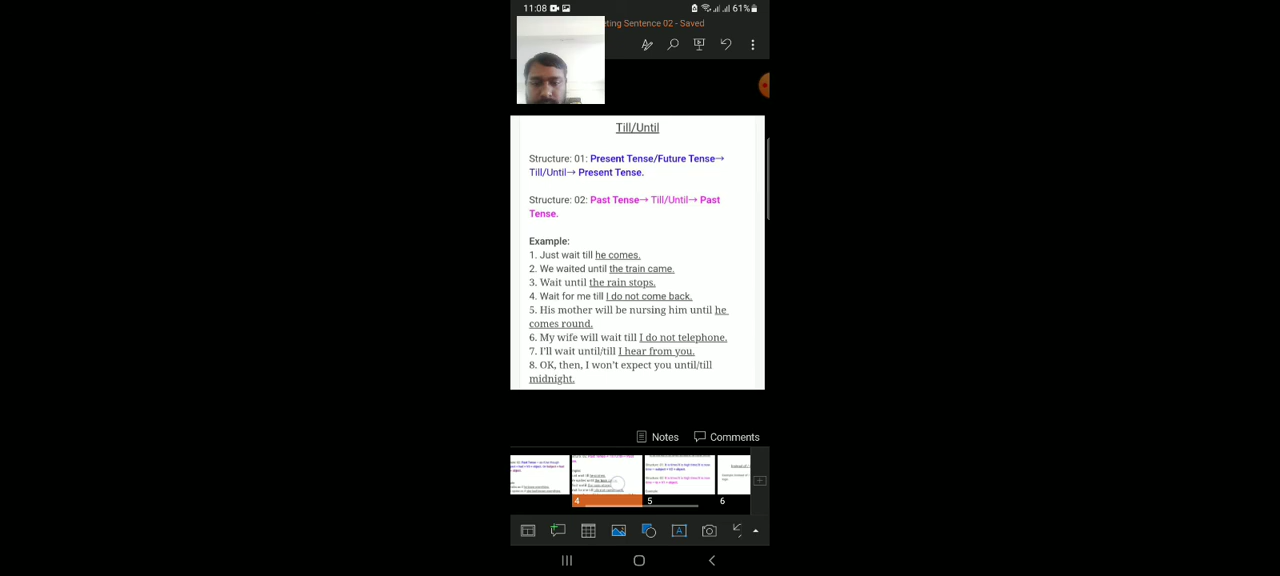 11:08
61%
ting Sentence 02 - Saved
Till/Until
Structure: 01: Present Tense/Future Tense→
Till/Until→ Present Tense.
Structure: 02: Past Tense→ Till/Until→ Past
Tense.
Example:
1. Just wait till he comes.
2. We waited until the train came.
3. Wait until the rain stops.
4. Wait for me till I do not come back.
5. His mother will be nursing him until he
comes round.
6. My wife will wait till I do not telephone.
7. I'll wait until/till I hear from you.
8. OK, then, I won't expect you until/till
midnight.
Notes
Comments
4
5
6